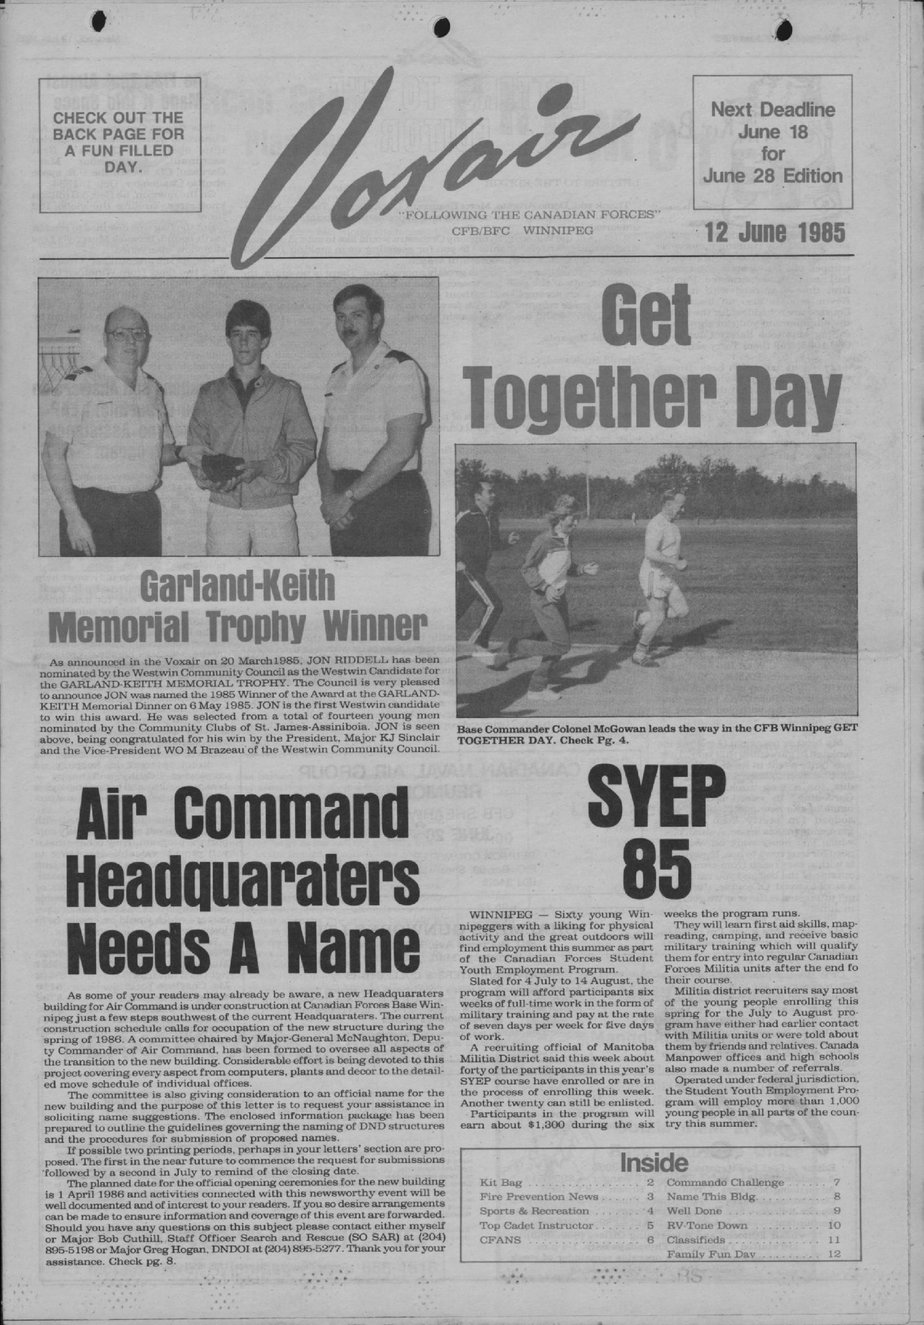 CHECK OUT THE
BACK PAGE FOR
A FUN FILLED
DAY.
Voxair
"FOLLOWING THE CANADIAN FORCES"
CFB/BFC WINNIPEG
Next Deadline
June 18
for
June 28 Edition
12 June 1985
Garland-Keith
Memorial Trophy Winner
As announced in the Voxair on 20 March1985, JON RIDDELL has been
nominated by the Westwin Community Council as the Westwin Candidate for
the GARLAND-KEITH MEMORIAL TROPHY. The Council is very pleased
to announce JON was named the 1985 Winner of the Award at the GARLAND-
KEITH Memorial Dinner on 6 May 1985. JON is the first Westwin candidate
to win this award. He was selected from a total of fourteen young men
nominated by the Community Clubs of St. James-Assiniboia. JON is seen
above, being congratulated for his win by the President, Major KJ Sinclair
and the Vice-President WO M Brazeau of the Westwin Community Council.
Get
Together Day
Base Commander Colonel McGowan leads the way in the CFB Winnipeg GET
TOGETHER DAY. Check Pg. 4.
Air Command
Headquaraters
Needs A Name
As some of your readers may already be aware, a new Headquaraters
building for Air Command is under construction at Canadian Forces Base Win-
nipeg just a few steps southwest of the current Headquaraters. The current
construction schedule calls for occupation of the new structure during the
spring of 1986. A committee chaired by Major-General McNaughton, Depu-
ty Commander of Air Command, has been formed to oversee all aspects of
the transition to the new building. Considerable effort is being devoted to this
project covering every aspect from computers, plants and decor to the detail-
ed move schedule of individual offices.
The committee is also giving consideration to an official name for the
new building and the purpose of this letter is to request your assistance in
soliciting name suggestions. The enclosed information package has been
prepared to outline the guidelines governing the naming of DND structures
and the procedures for submission of proposed names.
If possible two printing periods, perhaps in your letters' section are pro-
posed. The first in the near future to commence the request for submissions
followed by a second in July to remind of the closing date.
The planned date for the official opening ceremonies for the new building
is 1 April 1986 and activities connected with this newsworthy event will be
well documented and of interest to your readers. If you so desire arrangements
can be made to ensure information and coverage of this event are forwarded.
Should you have any questions on this subject please contact either myself
or Major Bob Cuthill, Staff Officer Search and Rescue (SO SAR) at (204)
895-5198 or Major Greg Hogan, DNDOI at (204) 895-5277. Thank you for your
assistance. Check pg. 8.
SYEP
85
WINNIPEG — Sixty young Win-
nipeggers with a liking for physical
activity and the great outdoors will
find employment this summer as part
of the Canadian Forces Student
Youth Employment Program.
Slated for 4 July to 14 August, the
program will afford participants six
weeks of full-time work in the form of
military training and pay at the rate
of seven days per week for five days
of work.
A recruiting official of Manitoba
Militia District said this week about
forty of the participants in this year's
SYEP course have enrolled or are in
the process of enrolling this week.
Another twenty can still be enlisted.
Participants in the program will
earn about $1,300 during the six
weeks the program runs.
They will learn first aid skills, map-
reading, camping, and receive basic
military training which will qualify
them for entry into regular Canadian
Forces Militia units after the end fo
their course.
Militia district recruiters say most
of the young people enrolling this
spring for the July to August pro-
gram have either had earlier contact
with Militia units or were told about
them by friends and relatives. Canada
Manpower offices and high schools
also made a number of referrals.
Operated under federal jurisdiction,
the Student Youth Employment Pro-
gram will employ more than 1,000
young people in all parts of the coun-
try this summer.
Inside
Kit Bag . . . . . . . . . . . . . . . . 2
Fire Prevention News . . . . . . 3
Sports & Recreation . . . . . . . 4
Top Cadet Instructor . . . . . . . 5
CFANS . . . . . . . . . . . . . . . . 6
Commando Challenge . . . . . . 7
Name This Bldg. . . . . . . . . . . 8
Well Done . . . . . . . . . . . . . . 9
RV-Tone Down . . . . . . . . . . 10
Classifieds . . . . . . . . . . . . . 11
Family Fun Day . . . . . . . . . 12